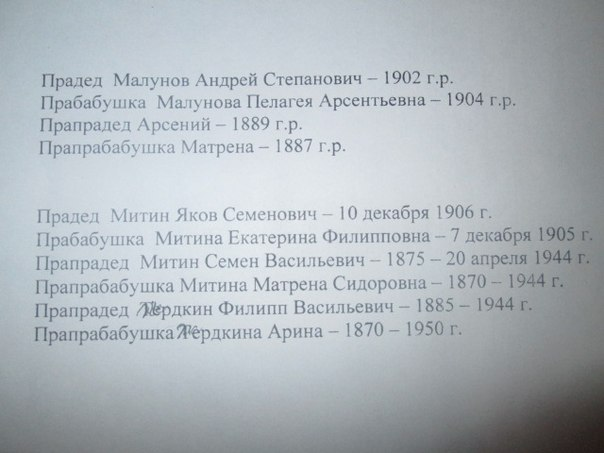 Прадед Малунов Андрей Степанович – 1902 г.р.
Прабабушка Малунова Пелагея Арсентьевна – 1904 г.р.
Прапрадед Арсений – 1889 г.р.
Прапрабабушка Матрена – 1887 г.р.
Прадед Митин Яков Семенович – 10 декабря 1906 г.
Прабабушка Митина Екатерина Филипповна – 7 декабря 1905 г.
Прапрадед Митин Семен Васильевич – 1875 – 20 апреля 1944 г.
Прапрабабушка Митина Матрена Сидоровна – 1870 – 1944 г.
Прапрадед Филипп Васильевич – 1885 – 1944 г.
Прапрабабушка Арина – 1870 – 1950 г.